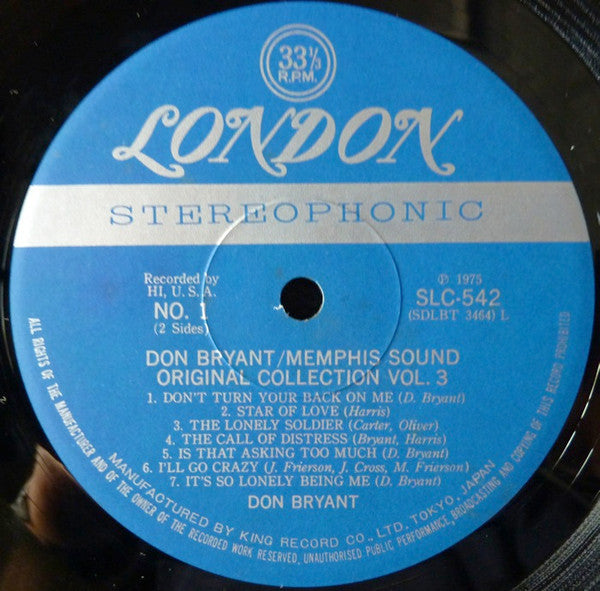 33⅓
R.P.M.
LONDON
STEREOPHONIC
Recorded by
HI, U.S.A.
NO. 1
(2 Sides)
℗ 1975
SLC-542
(SDLBT 3464) L
DON BRYANT/MEMPHIS SOUND
ORIGINAL COLLECTION VOL. 3
1. DON'T TURN YOUR BACK ON ME (D. Bryant)
2. STAR OF LOVE (Harris)
3. THE LONELY SOLDIER (Carter, Oliver)
4. THE CALL OF DISTRESS (Bryant, Harris)
5. IS THAT ASKING TOO MUCH (D. Bryant)
6. I'LL GO CRAZY (J. Frierson, J. Cross, M. Frierson)
7. IT'S SO LONELY BEING ME (D. Bryant)
DON BRYANT
MANUFACTURED BY KING RECORD CO., LTD. TOKYO, JAPAN
ALL RIGHTS OF THE MANUFACTURER AND OF THE OWNER OF THE RECORDED WORK RESERVED, UNAUTHORISED PUBLIC PERFORMANCE, BROADCASTING AND COPYING OF THIS RECORD PROHIBITED